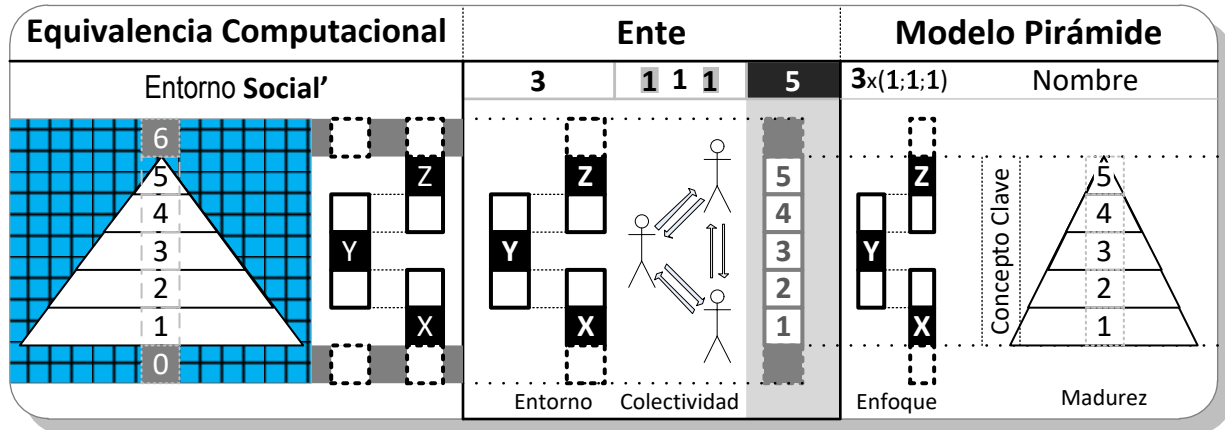 Equivalencia Computacional
Ente
Modelo Pirámide
Entorno Social’
3
1 1 1
5
3x(1;1;1)
Nombre
6
5
4
3
2
1
0
Z
Y
X
Z
Y
X
5
4
3
2
1
Z
Y
X
Concepto Clave
5
4
3
2
1
Entorno
Colectividad
Enfoque
Madurez